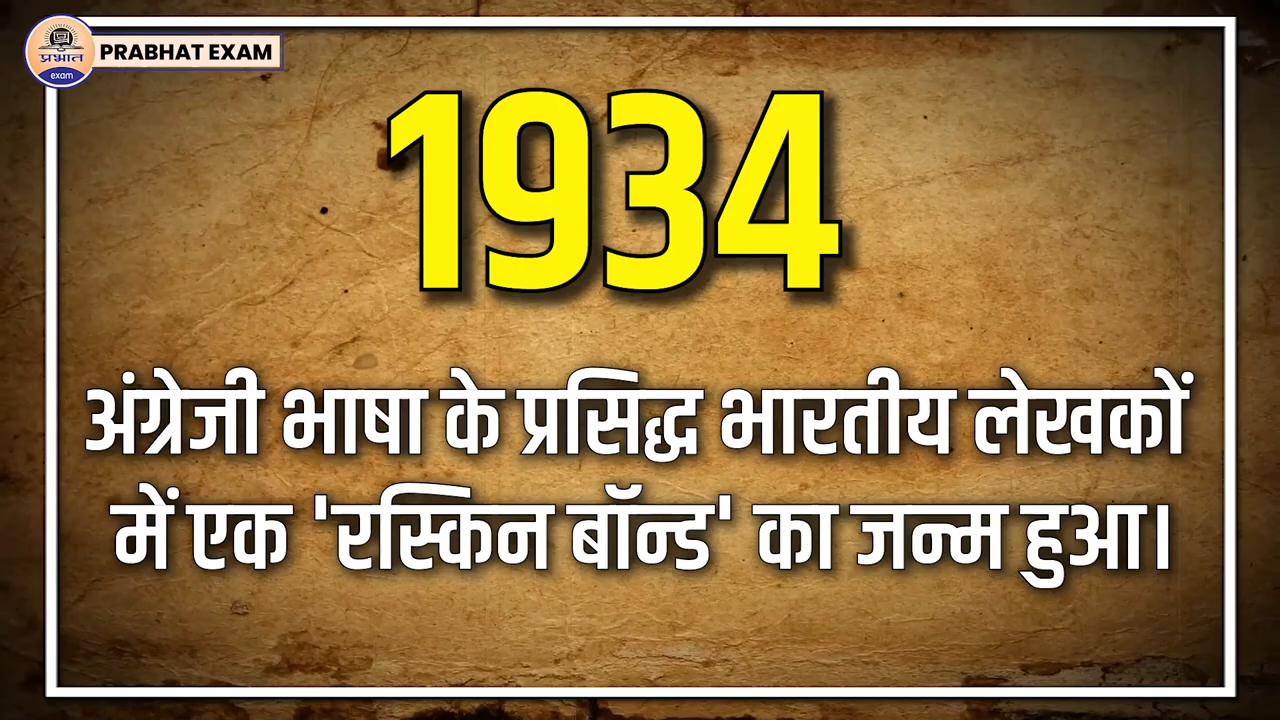 प्रभात
exam
PRABHAT EXAM
1934
अंग्रेजी भाषा के प्रसिद्ध भारतीय लेखकों
में एक 'रस्किन बॉन्ड' का जन्म हुआ।